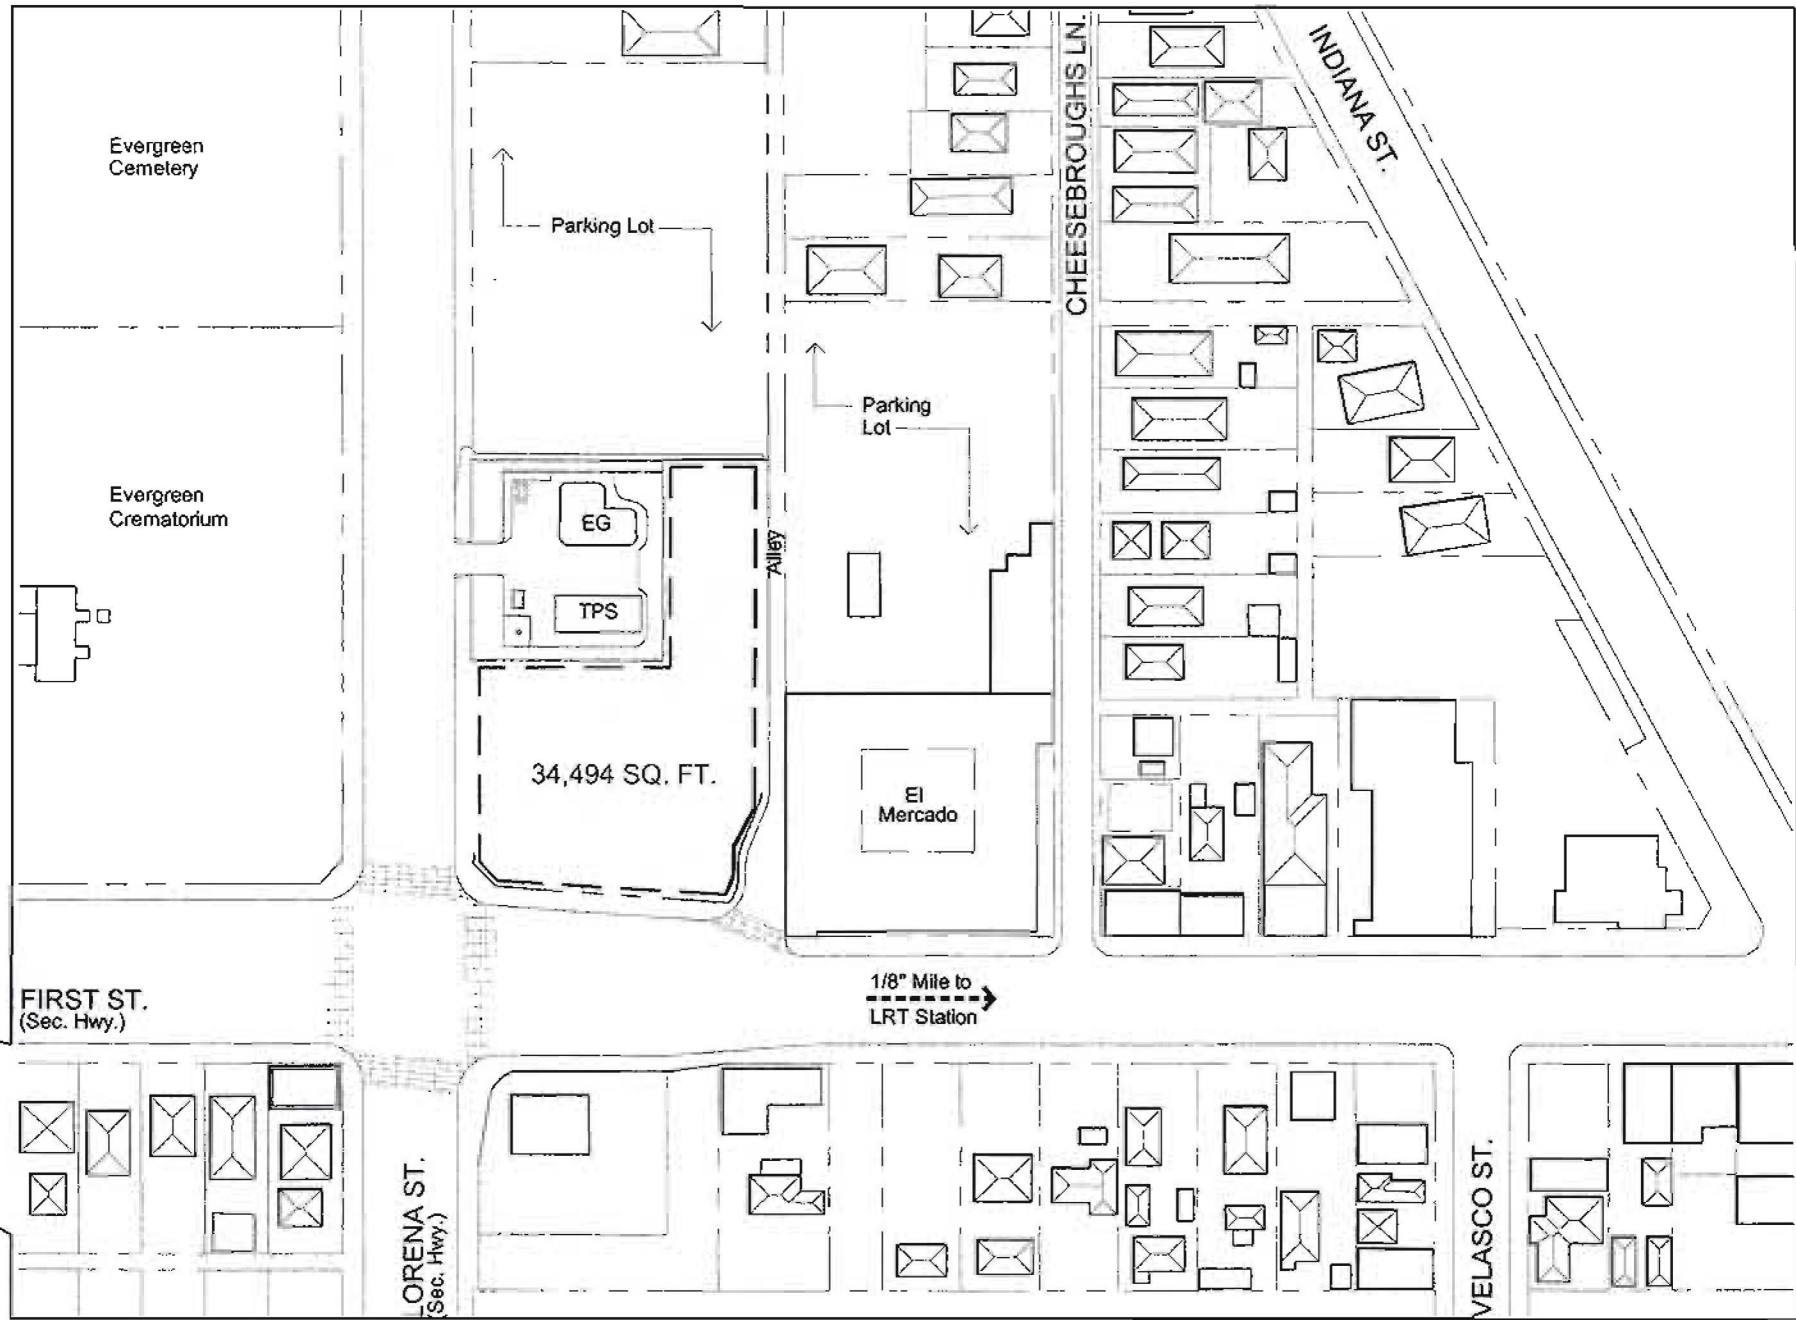 INDIANA ST.
CHEESEBROUGHS LN.
Evergreen
Cemetery
Parking Lot
Parking
Lot
Evergreen
Crematorium
EG
Alley
TPS
34,494 SQ. FT.
El
Mercado
1/8" Mile to
LRT Station
FIRST ST.
(Sec. Hwy.)
LORENA ST.
(Sec. Hwy.)
VELASCO ST.